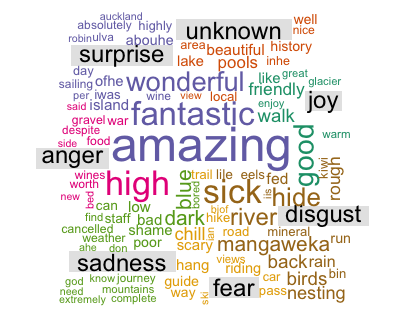 auckland
absolutely highly unknown well
robin ulva abouhe nice
surprise area beautiful history
lake pools inhe
day ofhe wonderful like great
sailing friendly glacier
per iwas wine view local
said island fantastic enjoy joy
gravel war walk
despite amazing good warm
side food
anger trail lile eels kiwi
wines high blue sick fed rough
worth bored lis hide
new bed
can low dark bjof river disgust
find staff bad hike
cancelled shame chill ian road mineral
weather scary mangaweka run
ahe don poor
sadness hang views back rain
riding
god know journey guide car birds bin
need mountains way fear pass nesting
extremely complete ski